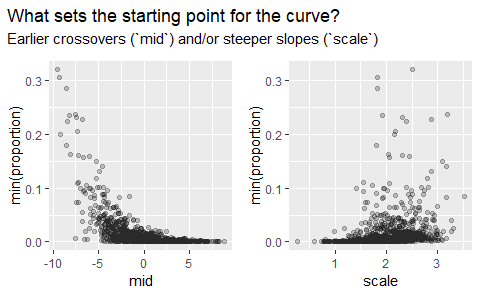 What sets the starting point for the curve?
Earlier crossovers (`mid`) and/or steeper slopes (`scale`)
min(proportion)
0.3
0.2
0.1
0.0
-10 -5 0 5
mid
min(proportion)
0.3
0.2
0.1
0.0
1 2 3
scale